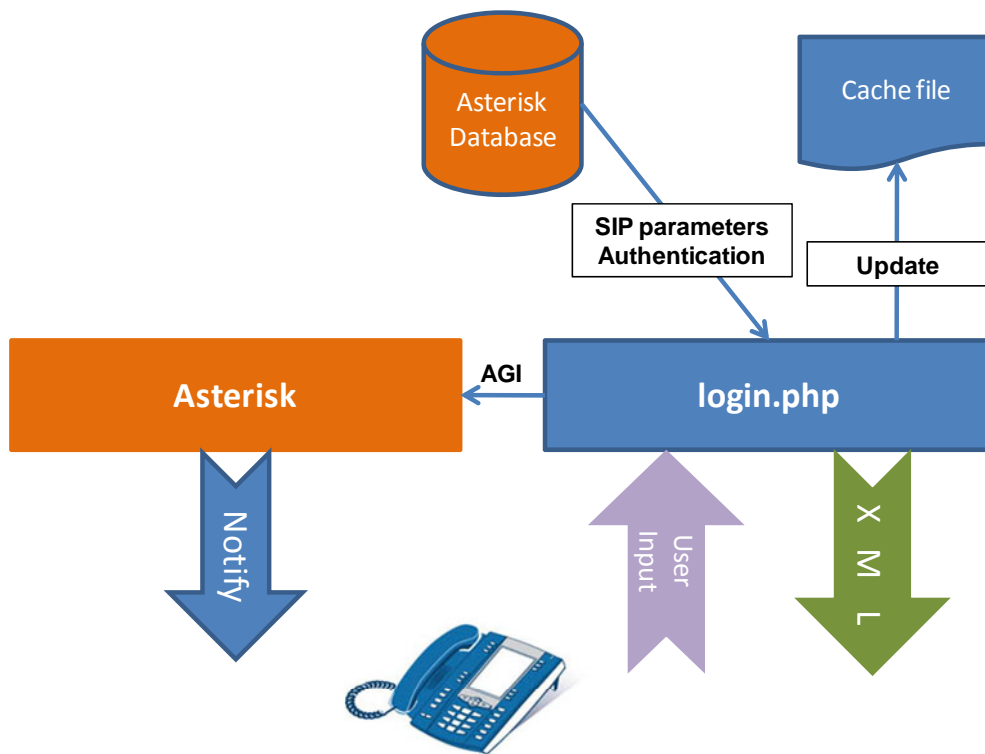 Asterisk
Database
Cache file
SIP parameters
Authentication
Update
Asterisk
AGI
login.php
Notify
User
Input
X M L